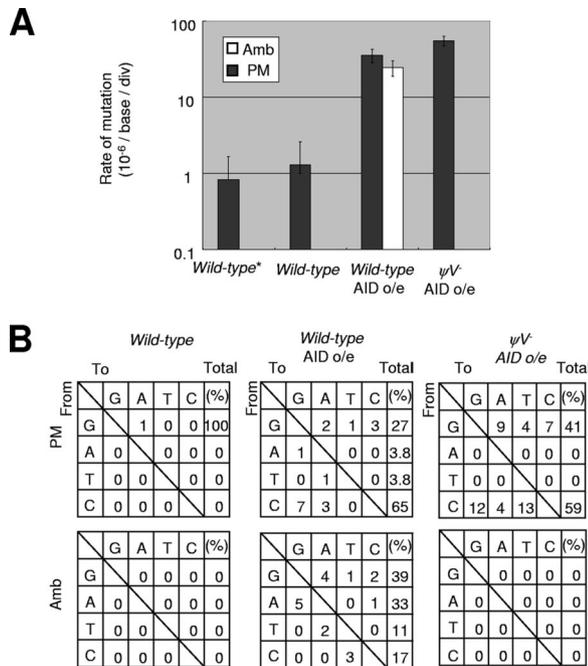 A
100
10
1
0.1
Rate of mutation
(10-6 / base / div)
Amb
PM
Wild-type*
Wild-type
Wild-type
AID o/e
ψV-
AID o/e
B
Wild-type
To Total
From
PM
G A T C (%)
G 1 0 0 100
A 0 0 0 0
T 0 0 0 0
C 0 0 0 0
Wild-type
AID o/e
To Total
From
G A T C (%)
G 2 1 3 27
A 1 0 0 3.8
T 0 1 0 3.8
C 7 3 0 65
ψV-
AID o/e
To Total
From
G A T C (%)
G 9 4 7 41
A 0 0 0 0
T 0 0 0 0
C 12 4 13 59
Amb
G A T C (%)
G 0 0 0 0
A 0 0 0 0
T 0 0 0 0
C 0 0 0 0
G A T C (%)
G 4 1 2 39
A 5 0 1 33
T 0 2 0 11
C 0 0 3 17
G A T C (%)
G 0 0 0 0
A 0 0 0 0
T 0 0 0 0
C 0 0 0 0